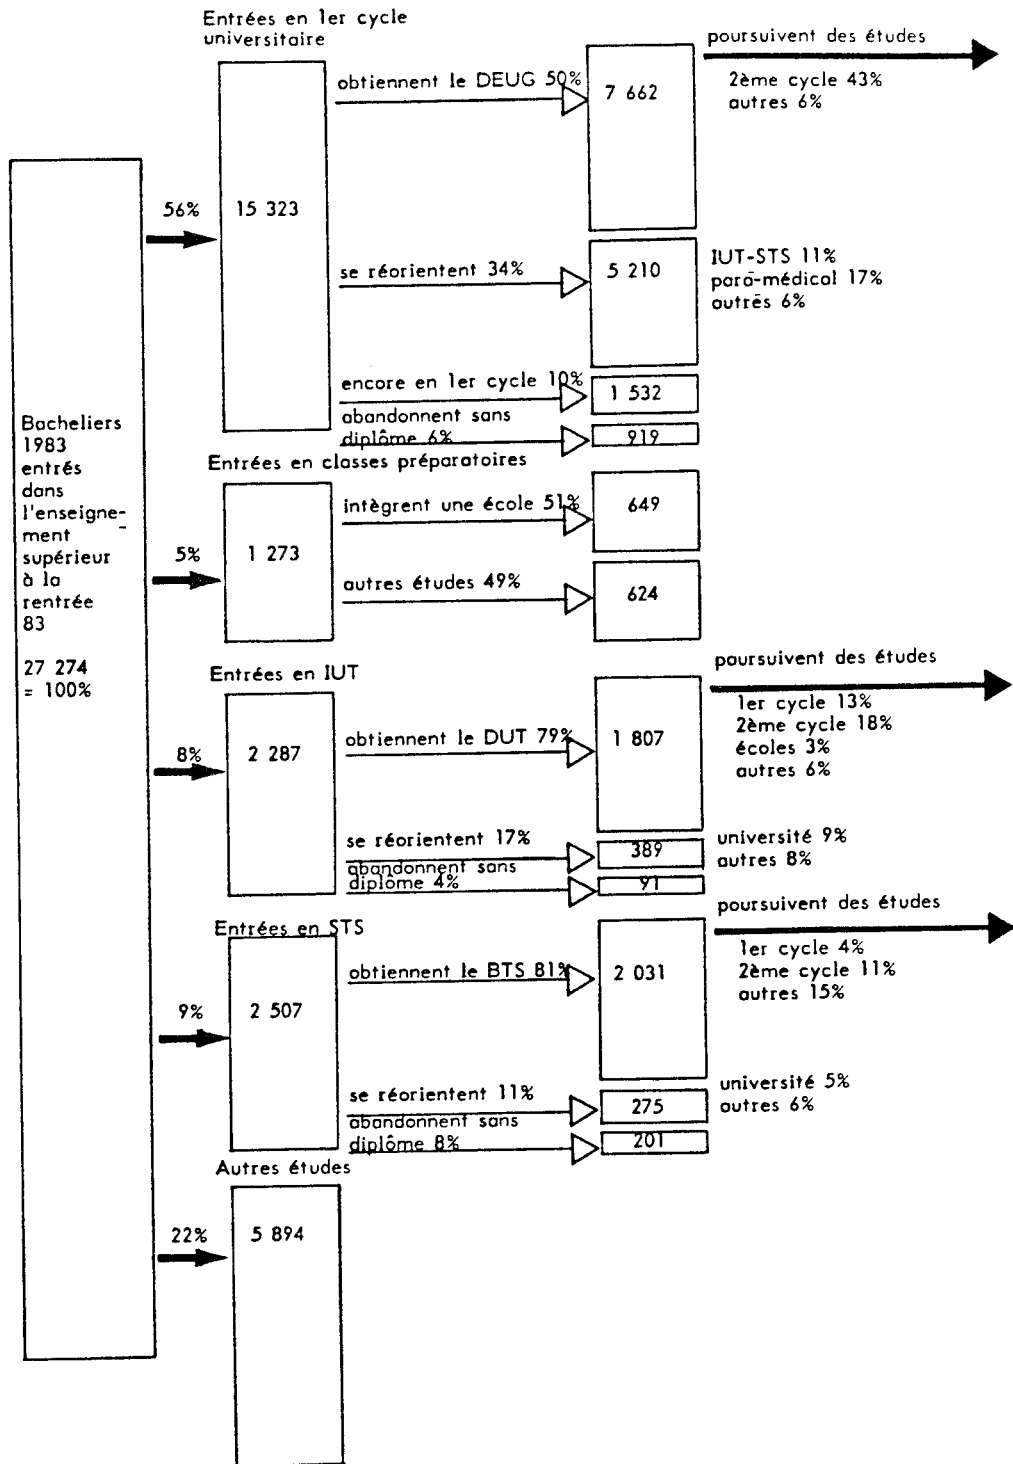 Entrées en 1er cycle
universitaire
poursuivent des études
obtiennent le DEUG 50%
7 662
2ème cycle 43%
autres 6%
56%
15 323
se réorientent 34%
5 210
IUT-STS 11%
para-médical 17%
autres 6%
encore en 1er cycle 10%
1 532
abandonnent sans
diplôme 6%
919
Bacheliers
1983
entrés
dans
l'enseigne-
ment
supérieur
à la
rentrée
83
27 274
= 100%
Entrées en classes préparatoires
intègrent une école 51%
649
5%
1 273
autres études 49%
624
Entrées en IUT
poursuivent des études
1er cycle 13%
2ème cycle 18%
écoles 3%
autres 6%
8%
2 287
obtiennent le DUT 79%
1 807
se réorientent 17%
389
université 9%
autres 8%
abandonnent sans
diplôme 4%
91
Entrées en STS
poursuivent des études
1er cycle 4%
2ème cycle 11%
autres 15%
obtiennent le BTS 81%
2 031
9%
2 507
se réorientent 11%
275
université 5%
autres 6%
abandonnent sans
diplôme 8%
201
Autres études
22%
5 894